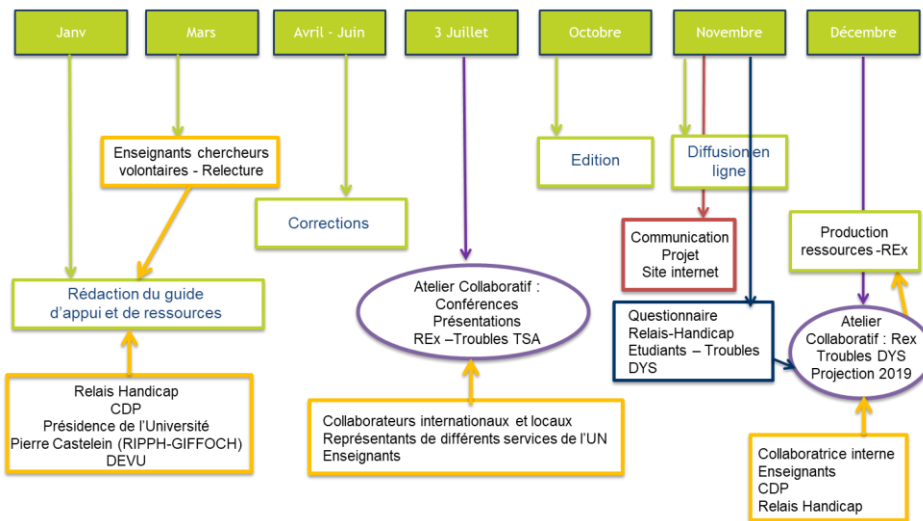 Janv
Mars
Avril - Juin
3 Juillet
Octobre
Novembre
Décembre
Enseignants chercheurs
volontaires - Relecture
Edition
Diffusion en
ligne
Corrections
Communication
Projet
Site internet
Production
ressources -REx
Rédaction du guide
d'appui et de ressources
Atelier Collaboratif :
Conférences
Présentations
REx –Troubles TSA
Questionnaire
Relais-Handicap
Etudiants – Troubles
DYS
Atelier
Collaboratif : Rex
Troubles DYS
Projection 2019
Relais Handicap
CDP
Présidence de l'Université
Pierre Castelein (RIPPH-GIFFOCH)
DEVU
Collaborateurs internationaux et locaux
Représentants de différents services de l'UN
Enseignants
Collaboratrice interne
Enseignants
CDP
Relais Handicap